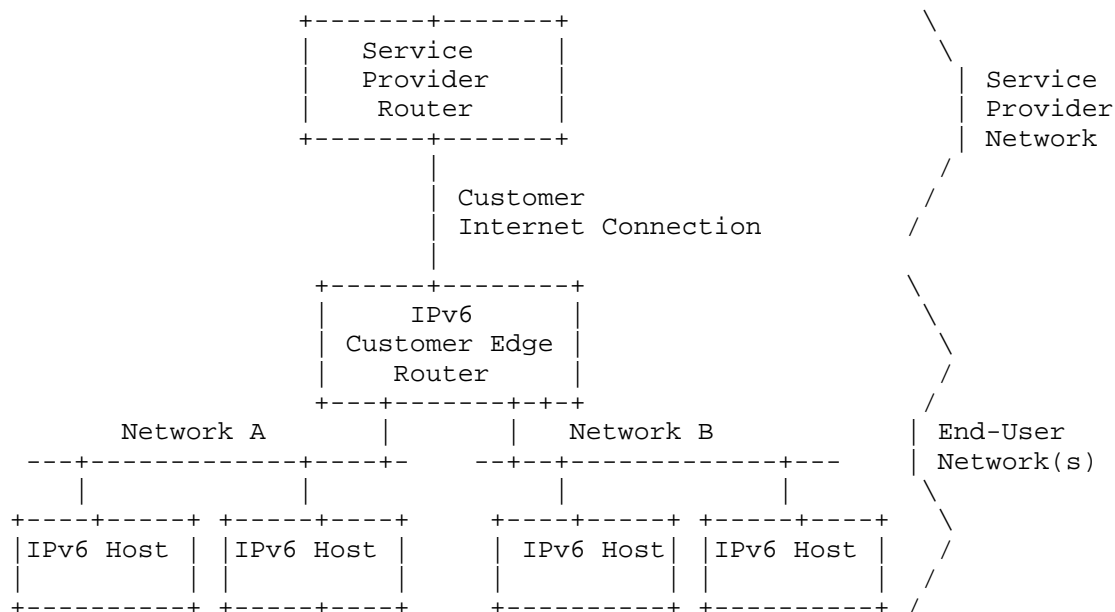 Service
Provider
Router
Service
Provider
Network
Customer
Internet Connection
IPv6
Customer Edge
Router
Network A
Network B
End-User
Network(s)
IPv6 Host
IPv6 Host
IPv6 Host
IPv6 Host